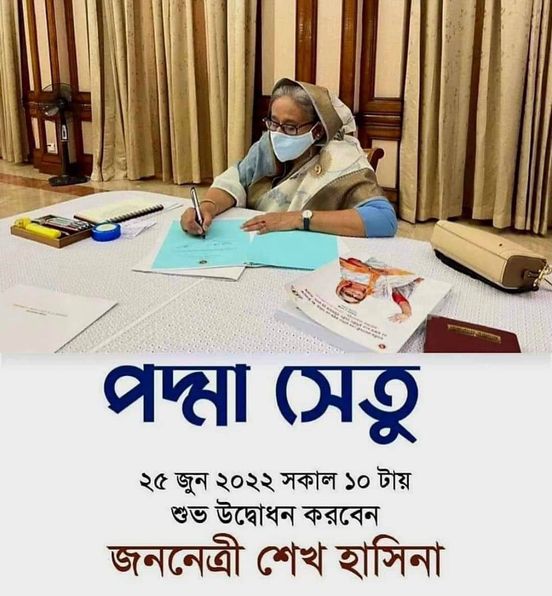 পদ্মা সেতু
২৫ জুন ২০২২ সকাল ১০ টায়
শুভ উদ্বোধন করবেন
জননেত্রী শেখ হাসিনা